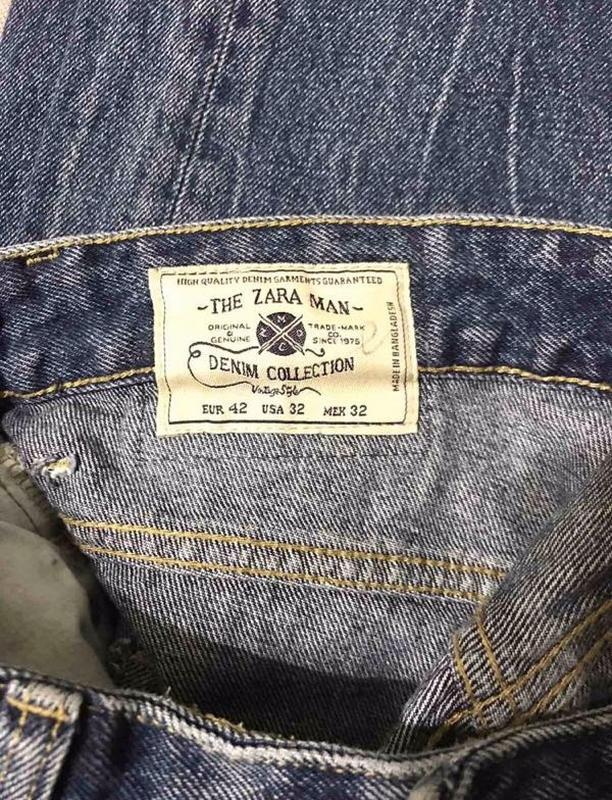 HIGH QUALITY DENIM GARMENTS GUARANTEED
-THE ZARA MAN-
ORIGINAL & GENUINE
M
Z D
C
TRADE-MARK CO. SINCE 1975
DENIM COLLECTION
Vintage Style
EUR 42 USA 32 MEX 32
MADE IN BANGLADESH